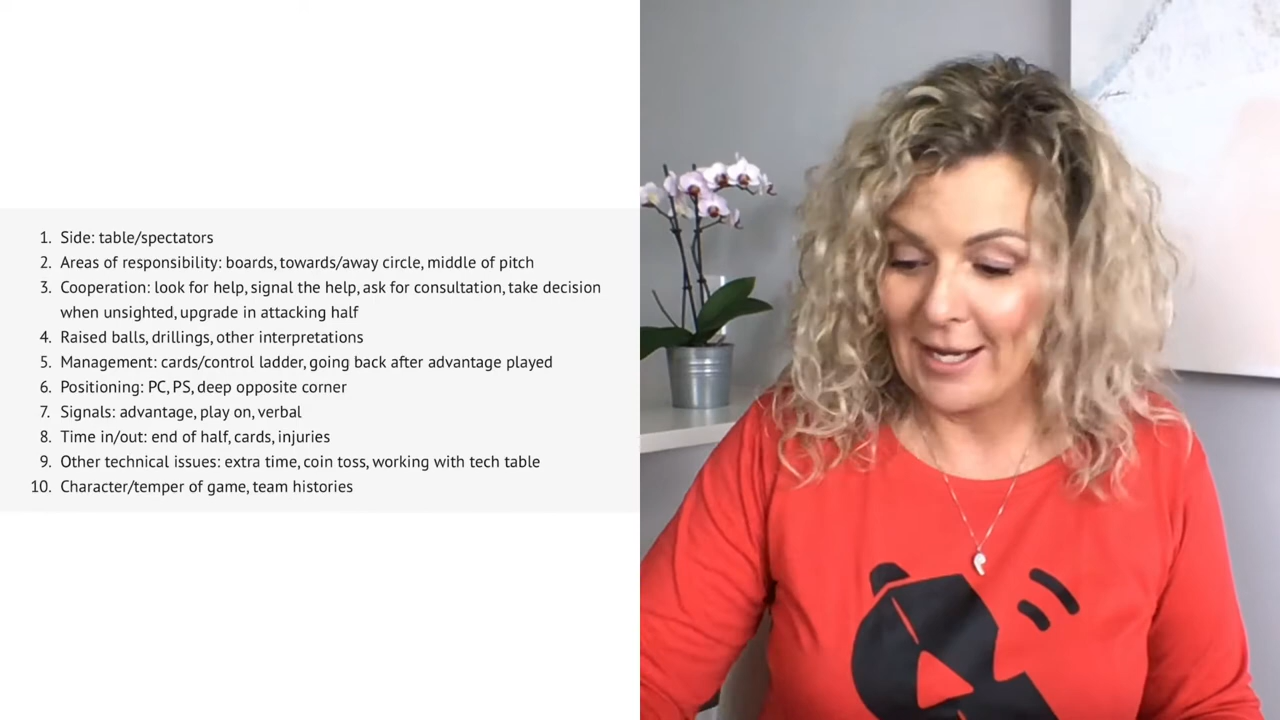 1. Side: table/spectators
2. Areas of responsibility: boards, towards/away circle, middle of pitch
3. Cooperation: look for help, signal the help, ask for consultation, take decision
when unsighted, upgrade in attacking half
4. Raised balls, drillings, other interpretations
5. Management: cards/control ladder, going back after advantage played
6. Positioning: PC, PS, deep opposite corner
7. Signals: advantage, play on, verbal
8. Time in/out: end of half, cards, injuries
9. Other technical issues: extra time, coin toss, working with tech table
10. Character/temper of game, team histories